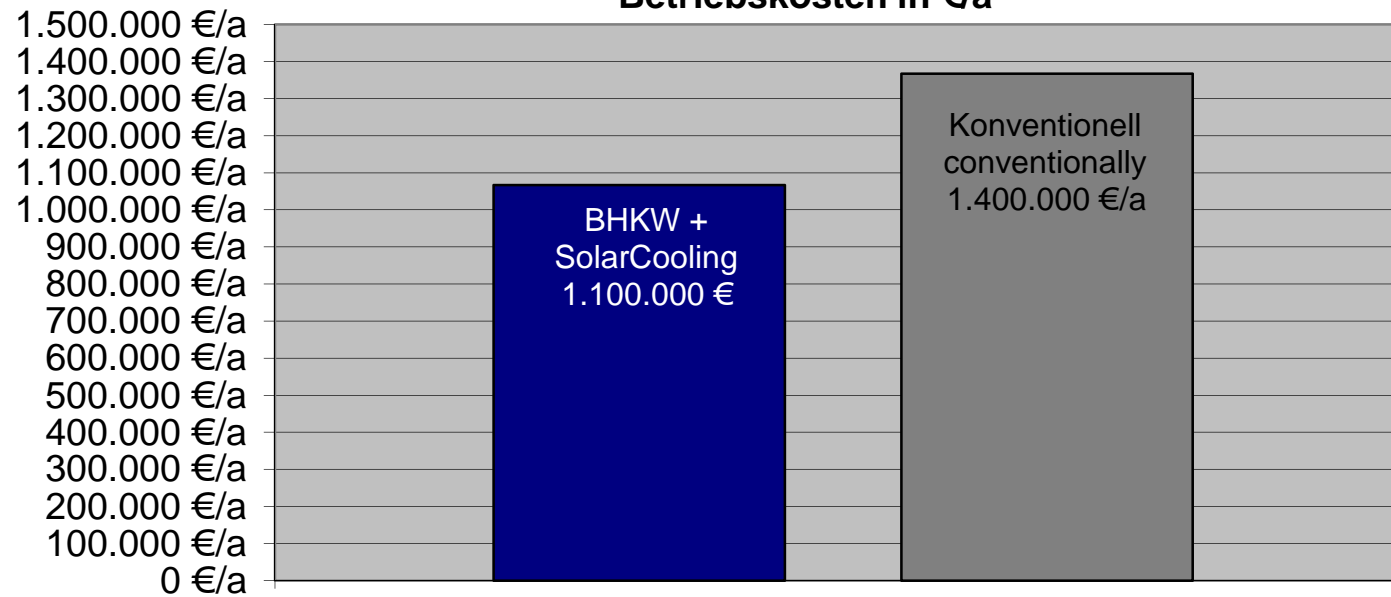 Betriebskosten in €/a
1.500.000 €/a
1.400.000 €/a
1.300.000 €/a
1.200.000 €/a
1.100.000 €/a
1.000.000 €/a
900.000 €/a
800.000 €/a
700.000 €/a
600.000 €/a
500.000 €/a
400.000 €/a
300.000 €/a
200.000 €/a
100.000 €/a
0 €/a
BHKW +
SolarCooling
1.100.000 €
Konventionell
conventionally
1.400.000 €/a